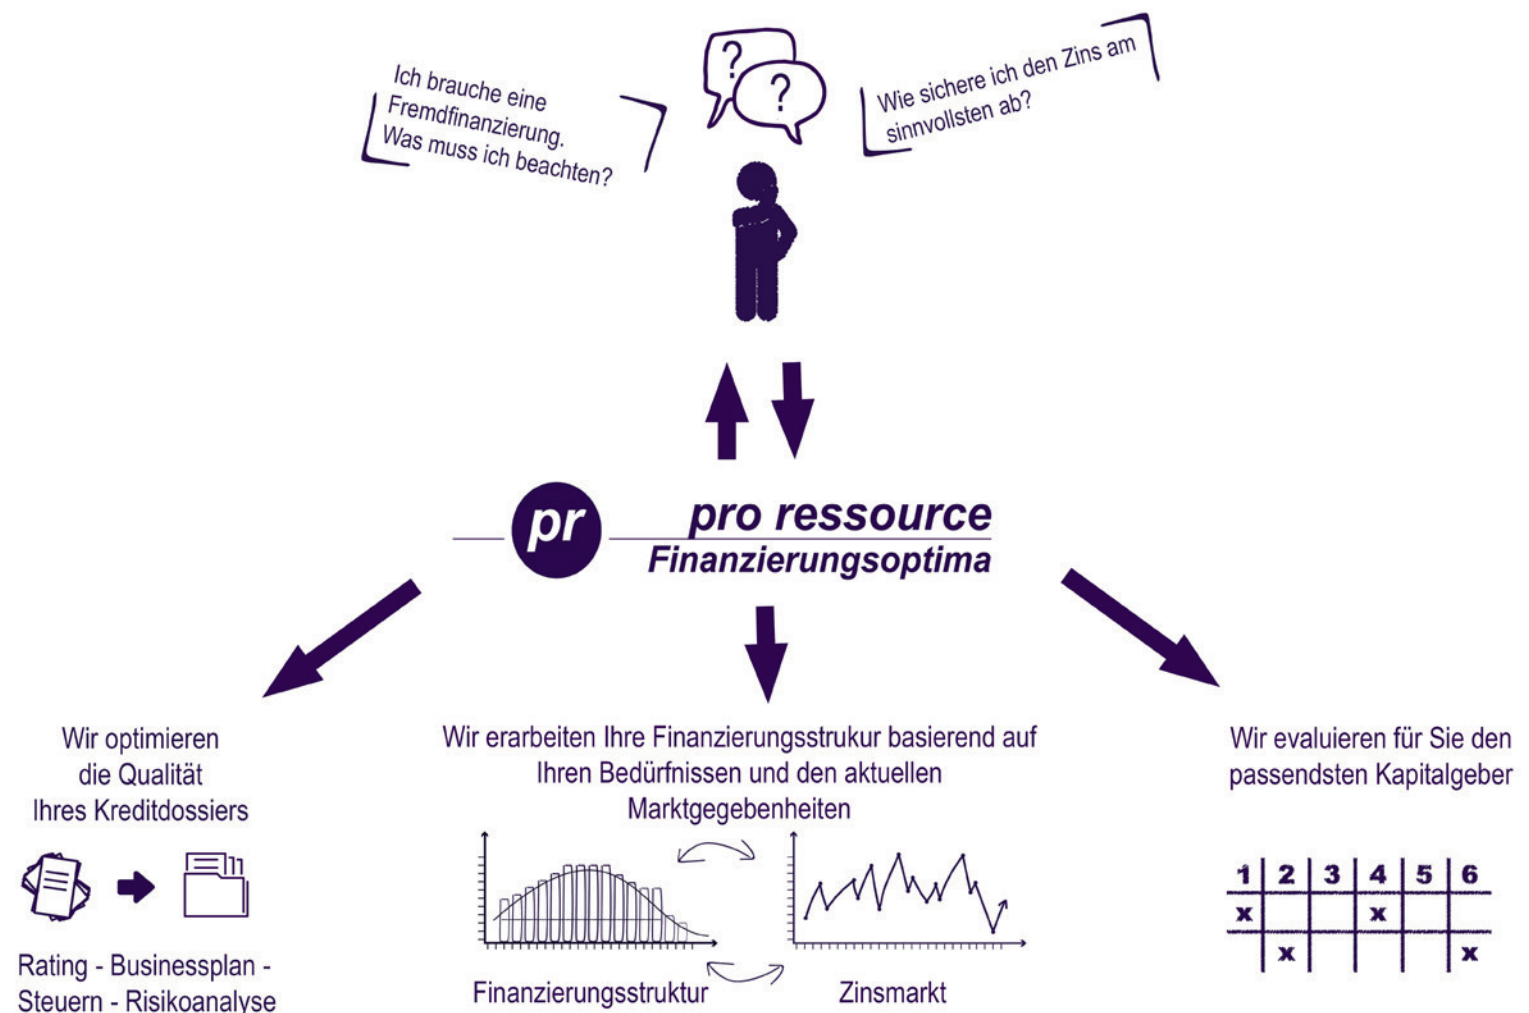 Ich brauche eine
Fremdfinanzierung.
Was muss ich beachten?
? ?
Wie sichere ich den Zins am
sinnvollsten ab?
pr
pro ressource
Finanzierungsoptima
Wir optimieren
die Qualität
Ihres Kreditdossiers
Rating - Businessplan -
Steuern - Risikoanalyse
Wir erarbeiten Ihre Finanzierungsstrukur basierend auf
Ihren Bedürfnissen und den aktuellen
Marktgegebenheiten
Finanzierungsstruktur
Zinsmarkt
Wir evaluieren für Sie den
passendsten Kapitalgeber
1 2 3 4 5 6
x x
x x